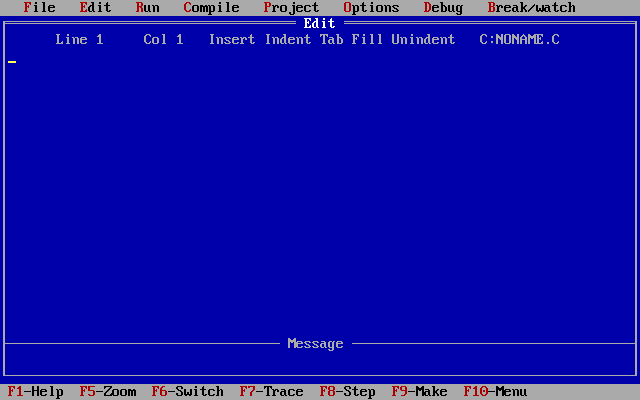 File Edit Run Compile Project Options Debug Break/watch
Edit
Line 1 Col 1 Insert Indent Tab Fill Unindent C:NONAME.C
Message
F1-Help F5-Zoom F6-Switch F7-Trace F8-Step F9-Make F10-Menu